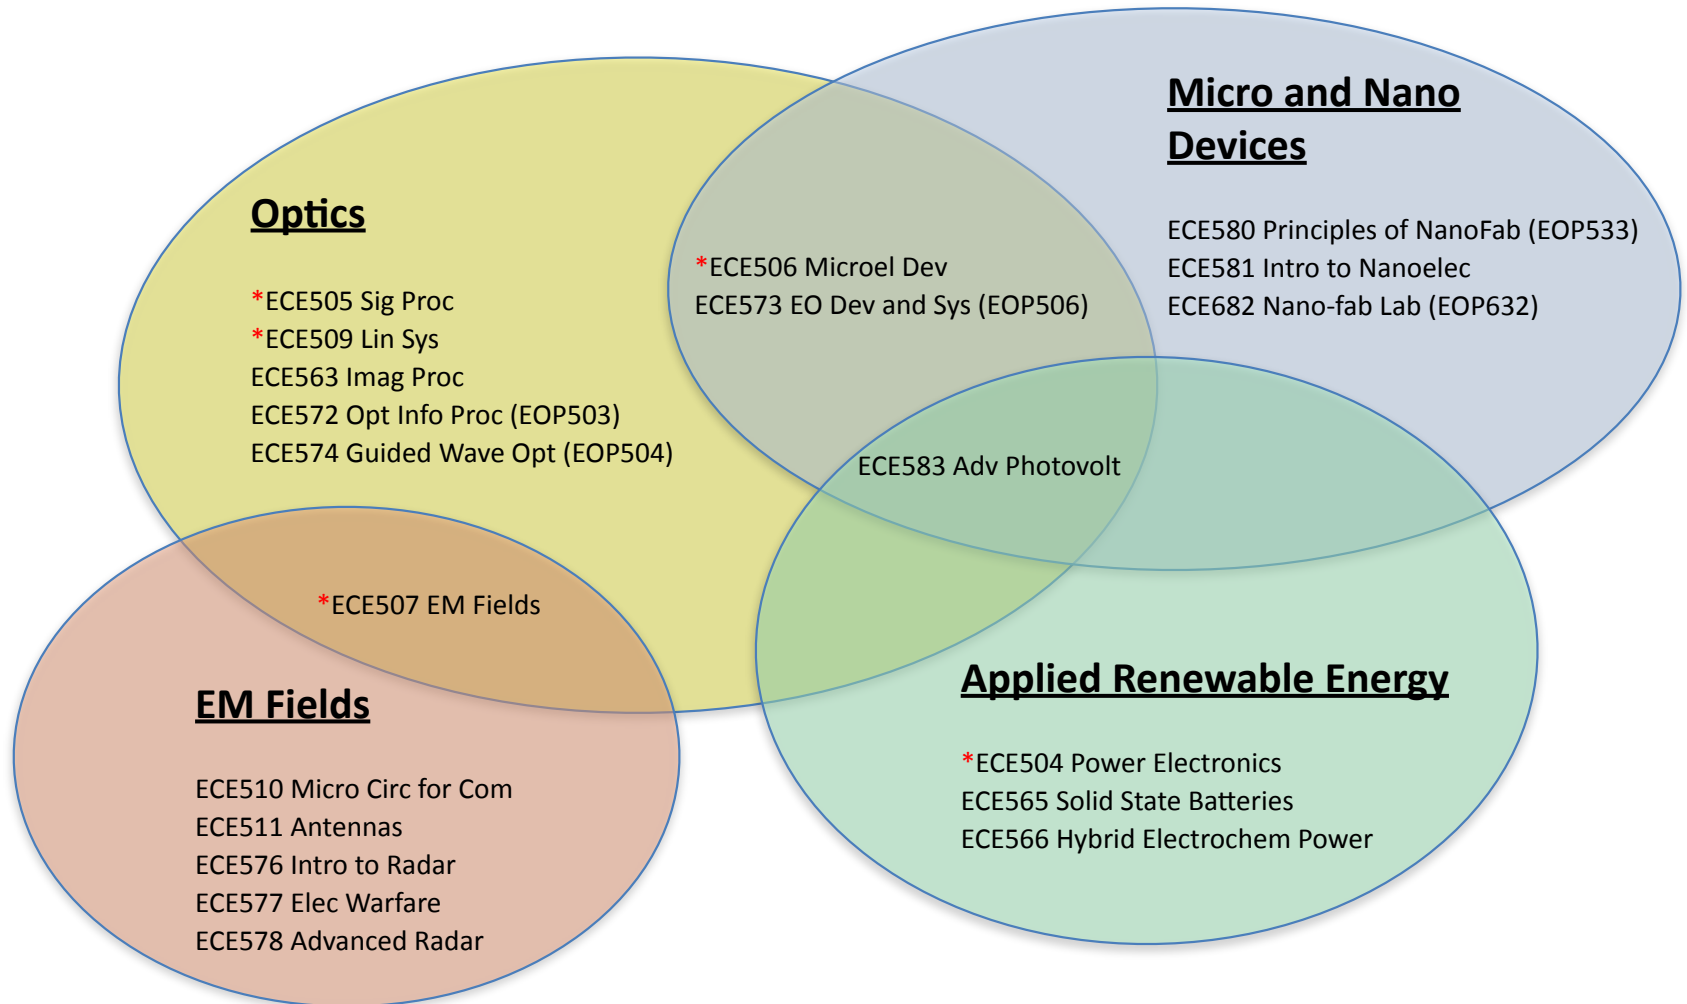 Micro and Nano
Devices
ECE580 Principles of NanoFab (EOP533)
ECE581 Intro to Nanoelec
ECE682 Nano-fab Lab (EOP632)
Optics
*ECE505 Sig Proc
*ECE509 Lin Sys
ECE563 Imag Proc
ECE572 Opt Info Proc (EOP503)
ECE574 Guided Wave Opt (EOP504)
*ECE506 Microel Dev
ECE573 EO Dev and Sys (EOP506)
ECE583 Adv Photovolt
*ECE507 EM Fields
EM Fields
ECE510 Micro Circ for Com
ECE511 Antennas
ECE576 Intro to Radar
ECE577 Elec Warfare
ECE578 Advanced Radar
Applied Renewable Energy
*ECE504 Power Electronics
ECE565 Solid State Batteries
ECE566 Hybrid Electrochem Power